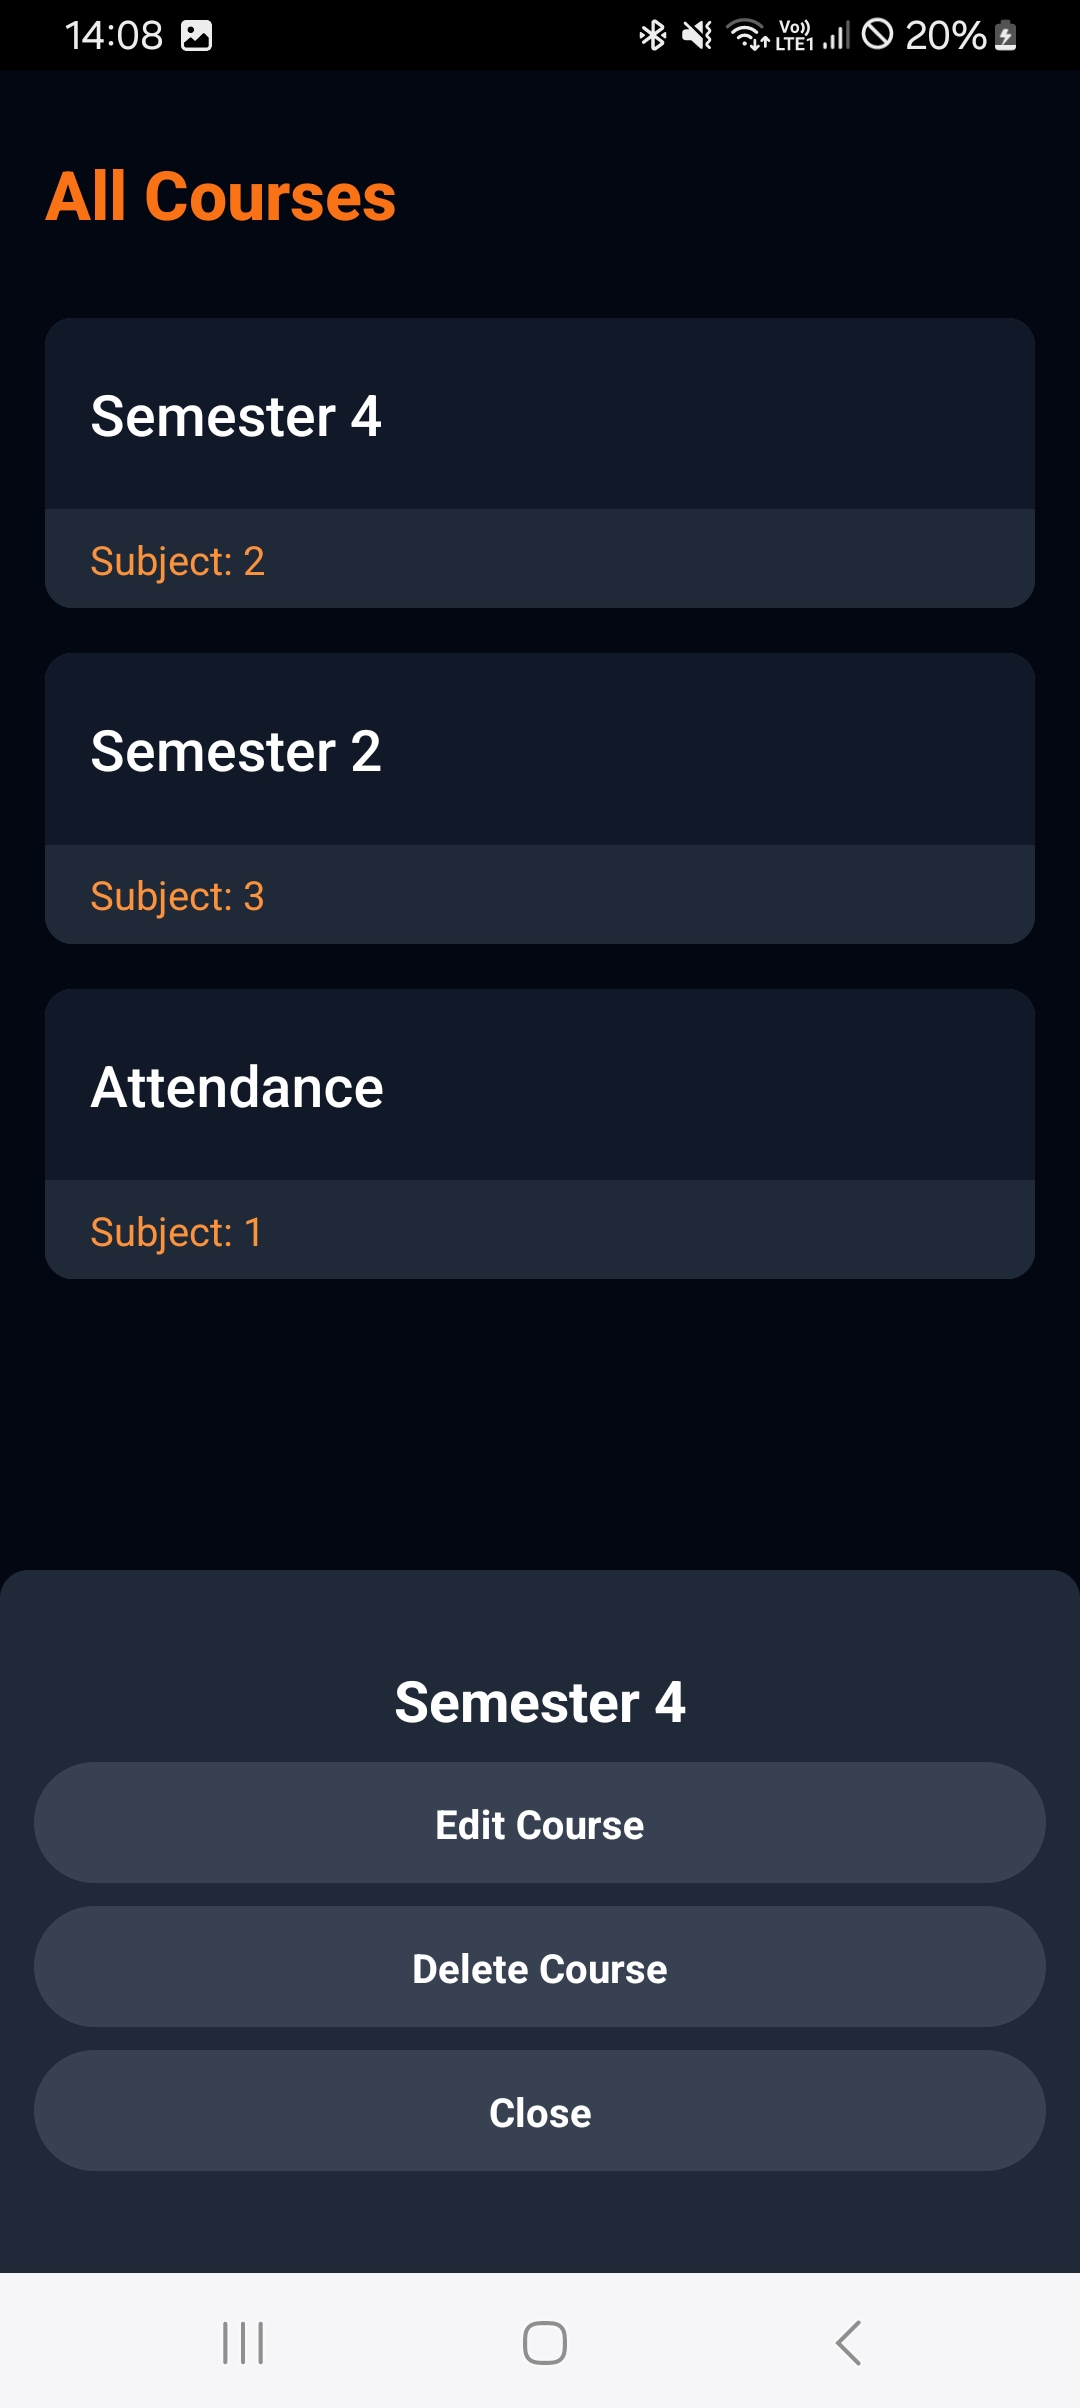 14:08 Vo)) LTE1 20%
All Courses
Semester 4
Subject: 2
Semester 2
Subject: 3
Attendance
Subject: 1
Semester 4
Edit Course
Delete Course
Close